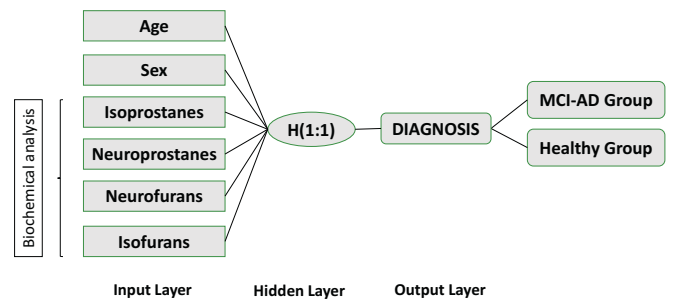 Age
Sex
Isoprostanes
Neuroprostanes
Neurofurans
Isofurans
Biochemical analysis
H(1:1)
DIAGNOSIS
MCI-AD Group
Healthy Group
Input Layer
Hidden Layer
Output Layer